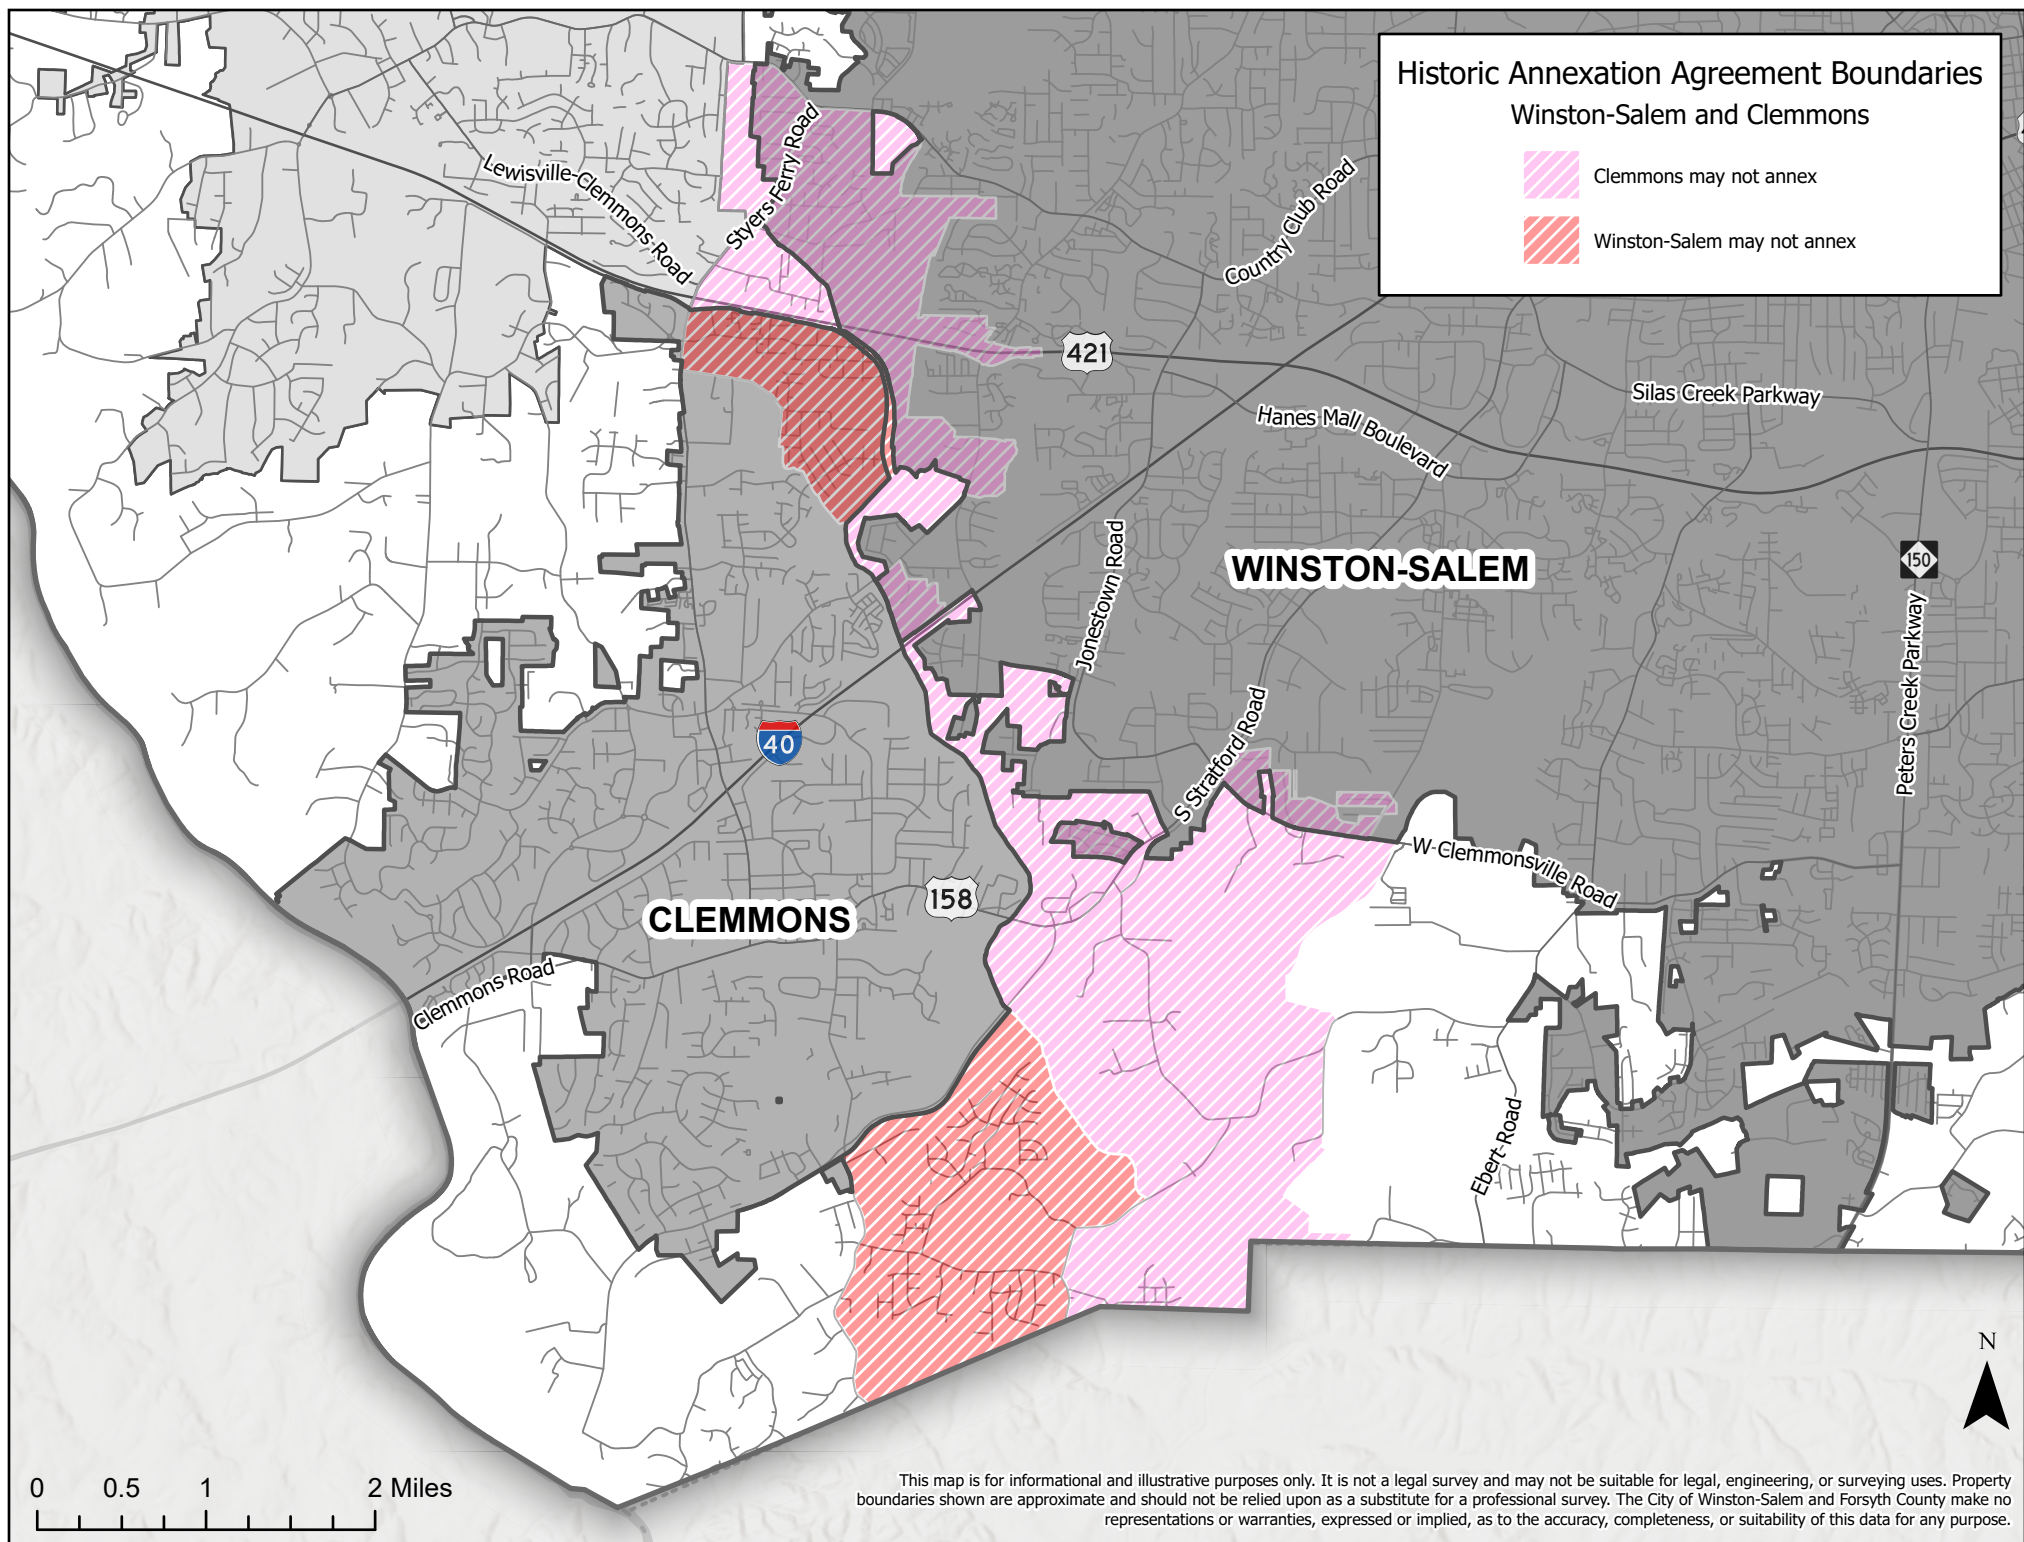 Historic Annexation Agreement Boundaries
Winston-Salem and Clemmons
Clemmons may not annex
Winston-Salem may not annex
Lewisville-Clemmons Road
Styers Ferry Road
Country Club Road
421
Silas Creek Parkway
Hanes Mall Boulevard
WINSTON-SALEM
150
Jonestown Road
Peters Creek Parkway
S Stratford Road
40
W Clemmonsville Road
158
CLEMMONS
Clemmons Road
Ebert Road
N
0 0.5 1 2 Miles
This map is for informational and illustrative purposes only. It is not a legal survey and may not be suitable for legal, engineering, or surveying uses. Property
boundaries shown are approximate and should not be relied upon as a substitute for a professional survey. The City of Winston-Salem and Forsyth County make no
representations or warranties, expressed or implied, as to the accuracy, completeness, or suitability of this data for any purpose.